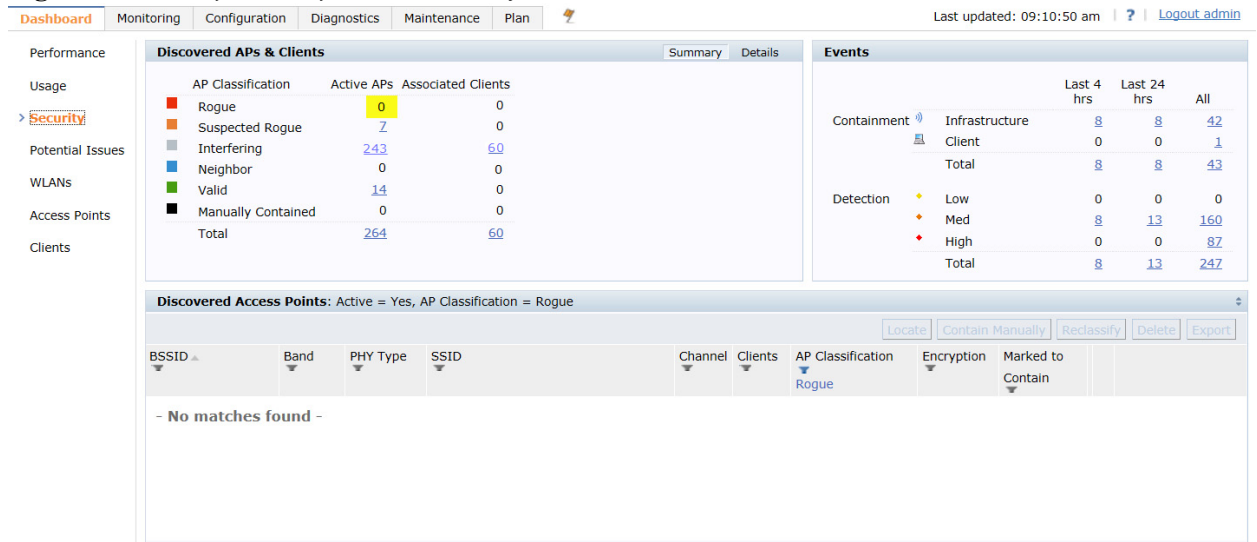 Dashboard Monitoring Configuration Diagnostics Maintenance Plan Last updated: 09:10:50 am ? Logout admin
Performance
Usage
> Security
Potential Issues
WLANs
Access Points
Clients
Discovered APs & Clients Summary Details
AP Classification Active APs Associated Clients
Rogue 0 0
Suspected Rogue 7 0
Interfering 243 60
Neighbor 0 0
Valid 14 0
Manually Contained 0 0
Total 264 60
Events
Last 4 hrs Last 24 hrs All
Containment Infrastructure 8 8 42
Client 0 0 1
Total 8 8 43
Detection Low 0 0 0
Med 8 13 160
High 0 0 87
Total 8 13 247
Discovered Access Points: Active = Yes, AP Classification = Rogue
Locate Contain Manually Reclassify Delete Export
BSSID Band PHY Type SSID Channel Clients AP Classification Encryption Marked to Contain
Rogue
- No matches found -